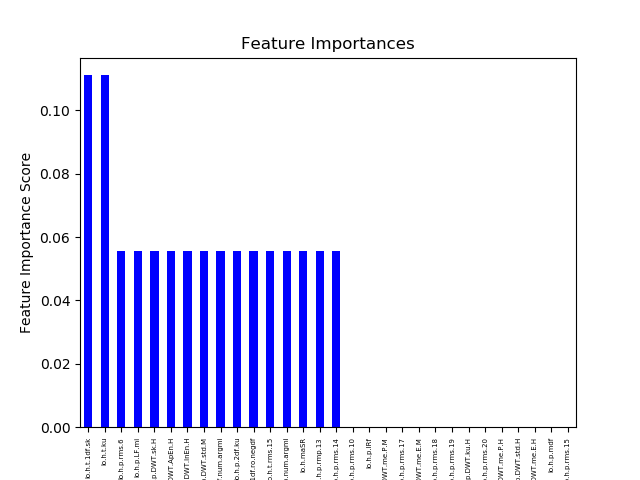 Feature Importances
Feature Importance Score
0.10
0.08
0.06
0.04
0.02
0.00
lo.h.t.1df.sk
lo.h.t.ku
lo.h.p.rms.6
lo.h.p.LF.mi
p.DWT.sk.H
DWT.ApEn.H
DWT.InEn.H
.DWT.std.M
.num.argmi
lo.h.p.2df.ku
1df.ro.negdf
lo.h.t.rms.15
.num.argmi
lo.h.maSR
.h.p.rmp.13
.h.p.rms.14
.h.p.rms.10
lo.h.p.IRf
DWT.me.P.M
.h.p.rms.17
DWT.me.E.M
.h.p.rms.18
.h.p.rms.19
p.DWT.ku.H
.h.p.rms.20
DWT.me.P.H
.DWT.std.H
DWT.me.E.H
lo.h.p.mdf
.h.p.rms.15